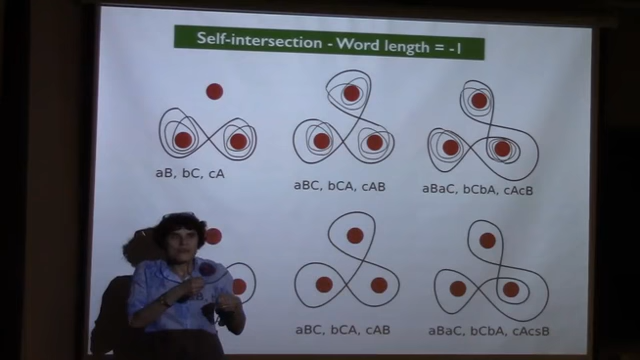 Self-intersection - Word length = -1
aB, bC, cA
aBC, bCA, cAB
aBaC, bCbA, cAcB
aBC, bCA, cAB
aBaC, bCbA, cAcsB